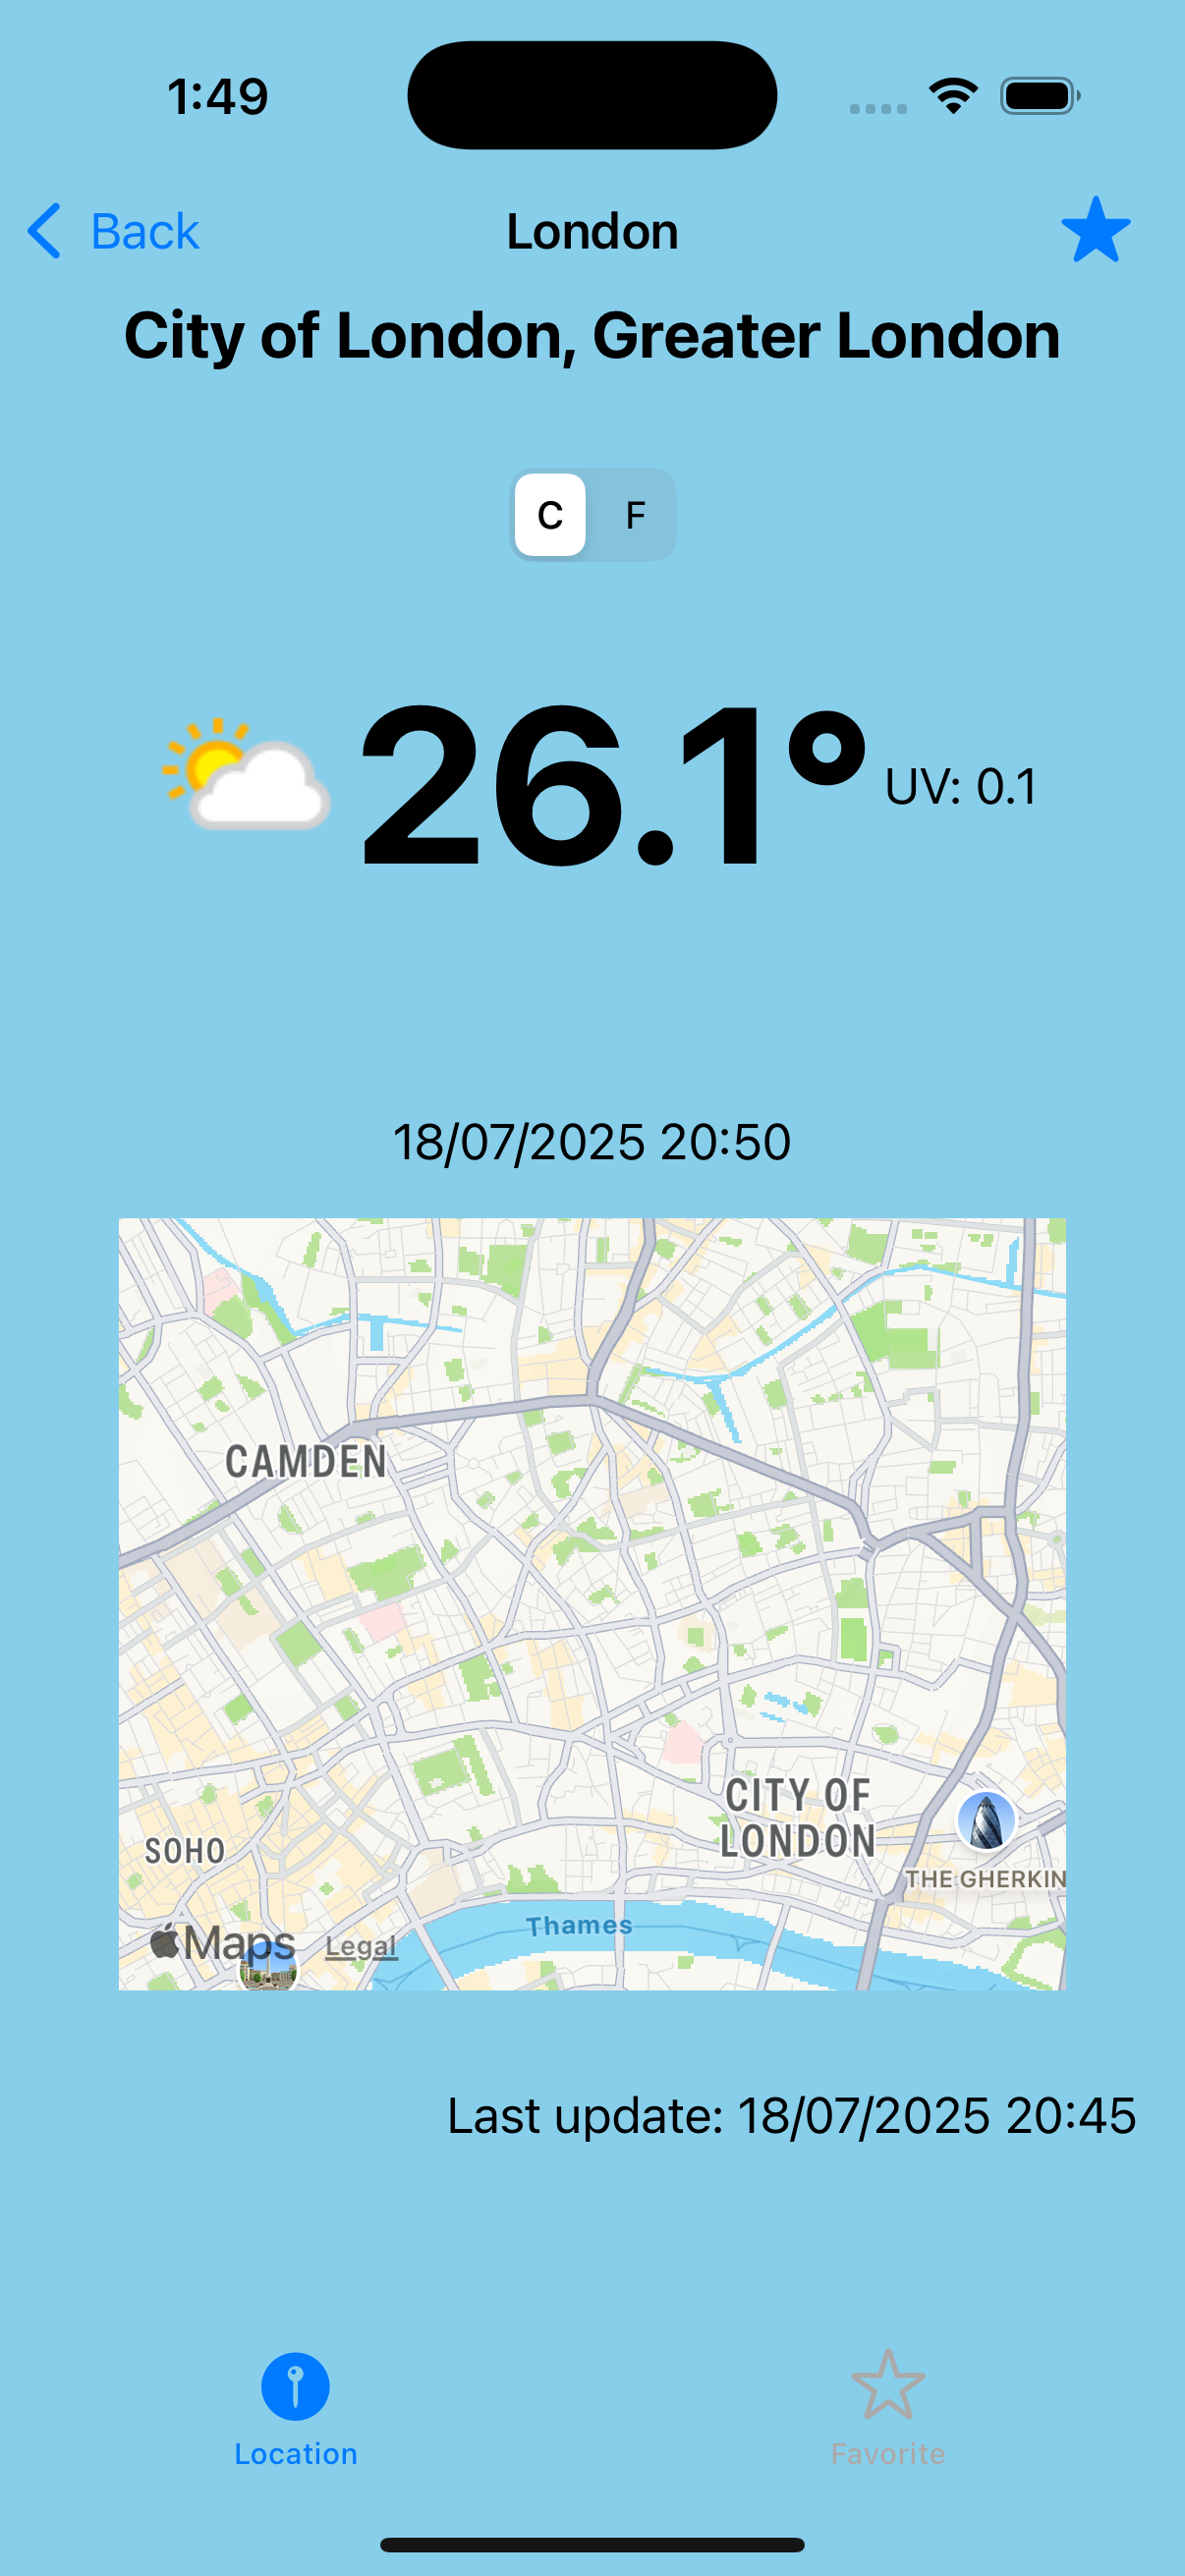 1:49
Back
London
City of London, Greater London
C
F
26.1°
UV: 0.1
18/07/2025 20:50
CAMDEN
CITY OF
LONDON
SOHO
THE GHERKIN
Thames
Maps
Legal
Last update: 18/07/2025 20:45
Location
Favorite